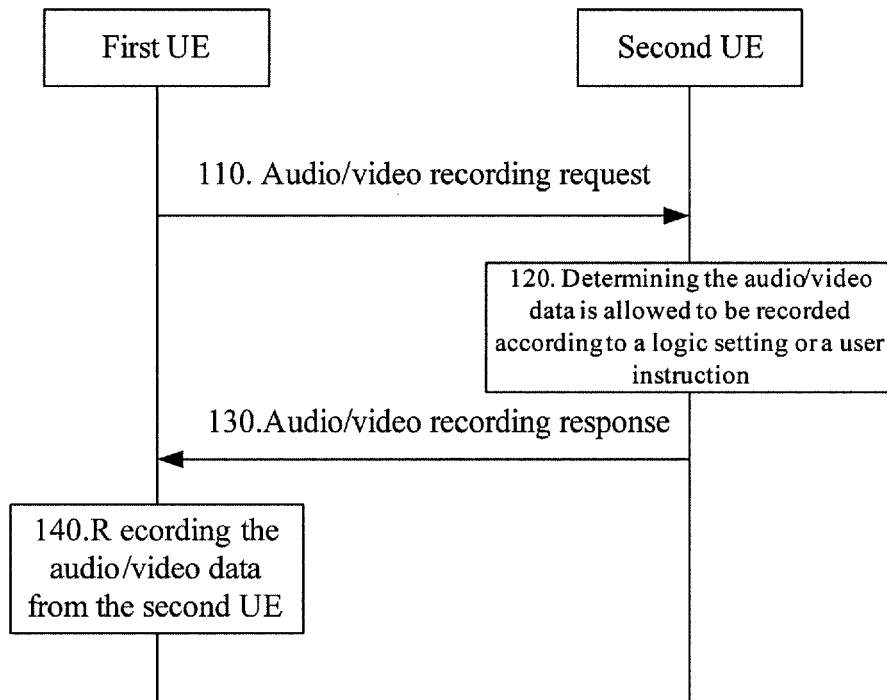 First UE
Second UE
110. Audio/video recording request
120. Determining the audio/video
data is allowed to be recorded
according to a logic setting or a user
instruction
130.Audio/video recording response
140.R ecording the
audio/video data
from the second UE